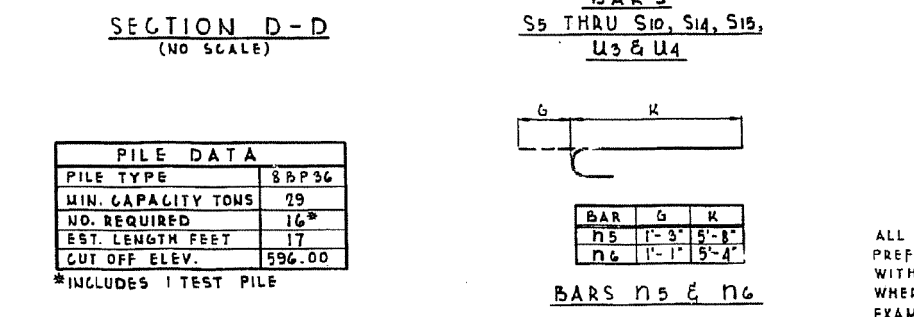 SECTION D-D
(NO SCALE)
BARS
S5 THRU S10, S14, S15,
U3 & U4
G K
PILE DATA
PILE TYPE 8BP36
MIN. CAPACITY TONS 29
NO. REQUIRED 16*
EST. LENGTH FEET 17
CUT OFF ELEV. 596.00
*INCLUDES 1 TEST PILE
BAR G K
n5 1'-3" 5'-8"
n6 1'-1" 5'-4"
BARS n5 & n6
ALL
PREF
WITH
WHER
EXAM